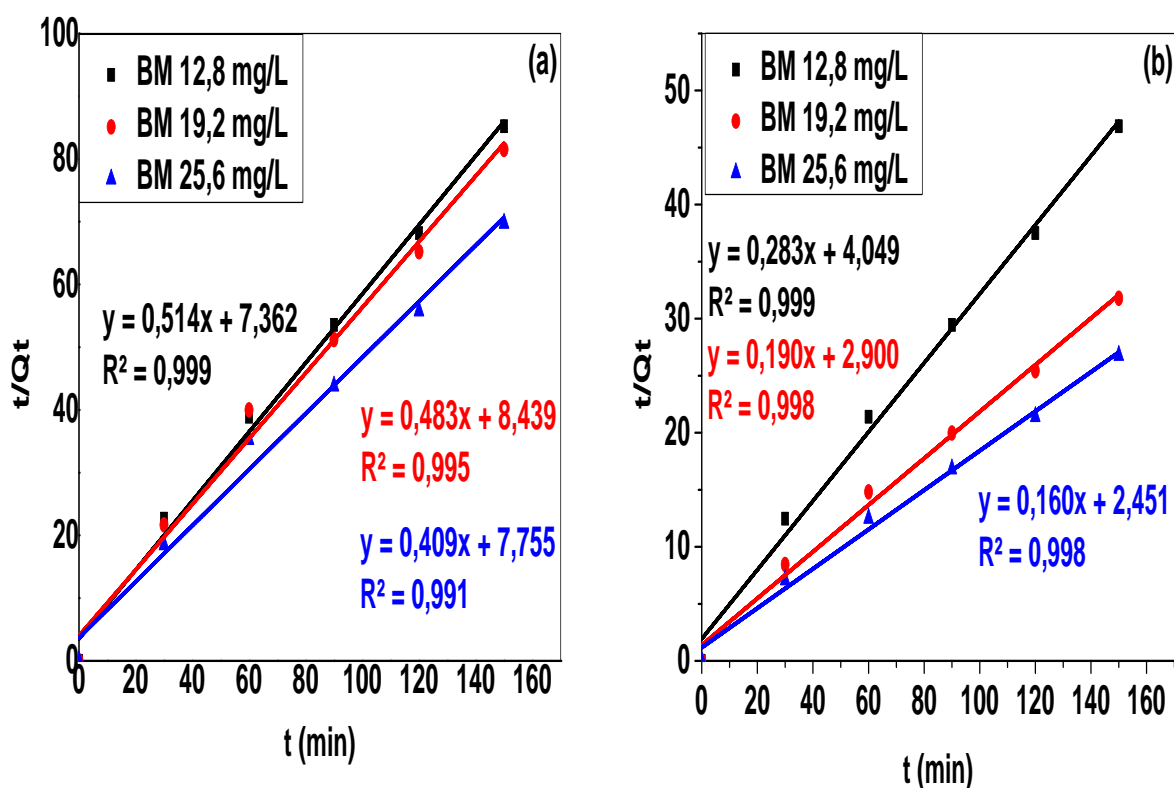 (a)
BM 12,8 mg/L
BM 19,2 mg/L
BM 25,6 mg/L
y = 0,514x + 7,362
R² = 0,999
y = 0,483x + 8,439
R² = 0,995
y = 0,409x + 7,755
R² = 0,991
t/Qt
100
80
60
40
20
0
0 20 40 60 80 100 120 140 160
t (min)
(b)
BM 12,8 mg/L
BM 19,2 mg/L
BM 25,6 mg/L
y = 0,283x + 4,049
R² = 0,999
y = 0,190x + 2,900
R² = 0,998
y = 0,160x + 2,451
R² = 0,998
t/Qt
50
40
30
20
10
0
0 20 40 60 80 100 120 140 160
t (min)